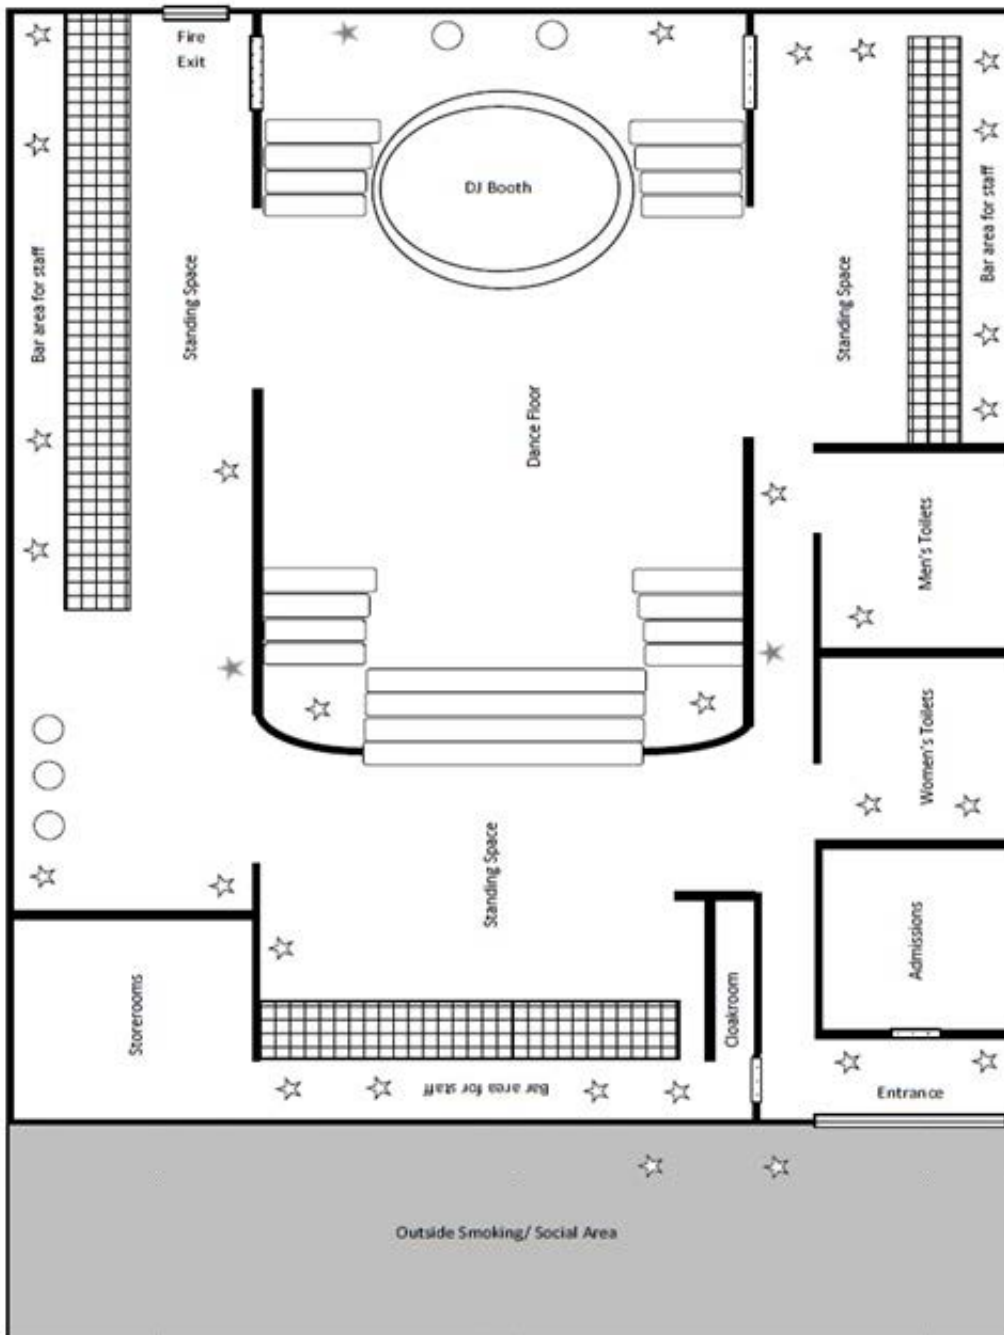 Fire
Exit
DJ Booth
Bar area for staff
Standing Space
Dance Floor
Standing Space
Bar area for staff
Men's Toilets
Women's Toilets
Standing Space
Admissions
Storerooms
Cloakroom
Bar area for staff
Entrance
Outside Smoking/ Social Area